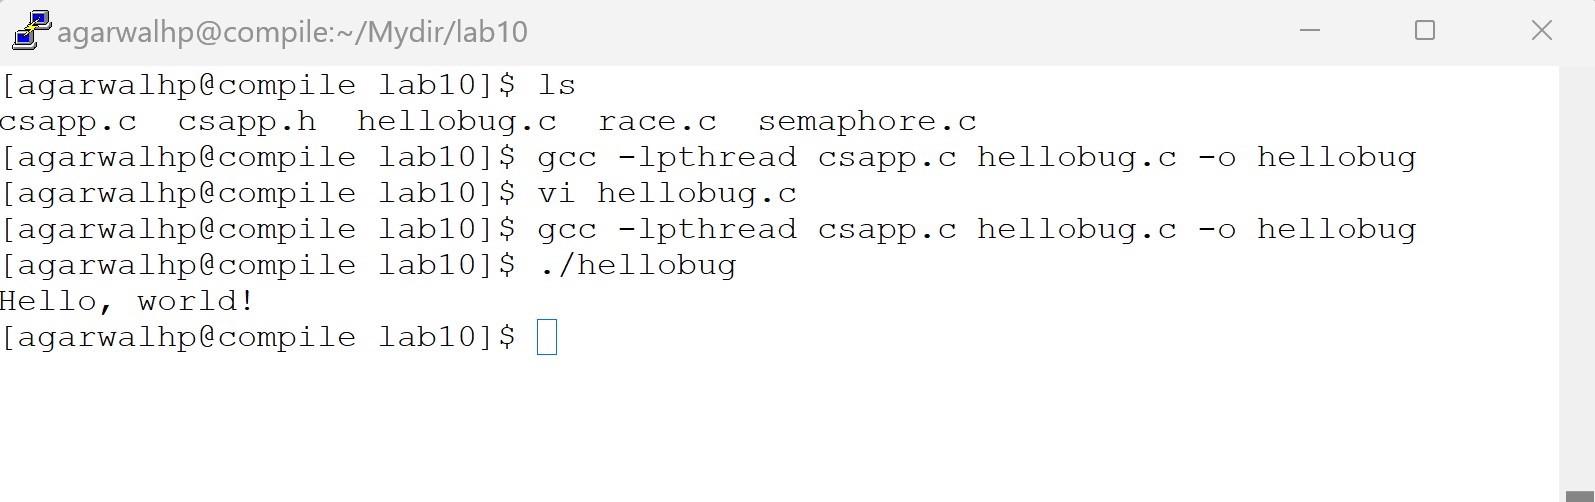 agarwalhp@compile:~/Mydir/lab10
[agarwalhp@compile lab10]$ ls
csapp.c  csapp.h  hellobug.c  race.c  semaphore.c
[agarwalhp@compile lab10]$ gcc -lpthread csapp.c hellobug.c -o hellobug
[agarwalhp@compile lab10]$ vi hellobug.c
[agarwalhp@compile lab10]$ gcc -lpthread csapp.c hellobug.c -o hellobug
[agarwalhp@compile lab10]$ ./hellobug
Hello, world!
[agarwalhp@compile lab10]$